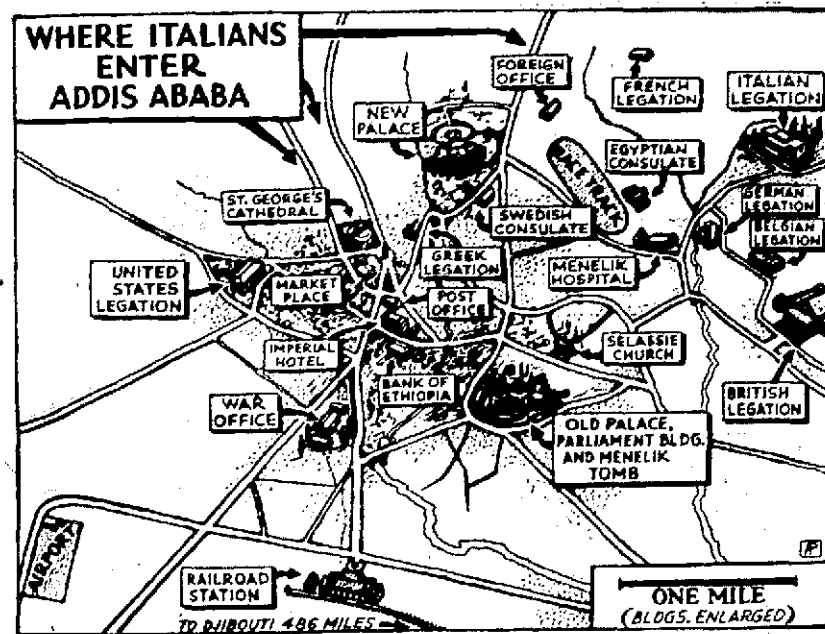 WHERE ITALIANS
ENTER
ADDIS ABABA
FOREIGN
OFFICE
FRENCH
LEGATION
ITALIAN
LEGATION
NEW
PALACE
EGYPTIAN
CONSULATE
RACE TRACK
ST. GEORGE'S
CATHEDRAL
SWEDISH
CONSULATE
GERMAN
LEGATION
BELGIAN
LEGATION
GREEK
LEGATION
MENELIK
HOSPITAL
UNITED
STATES
LEGATION
MARKET
PLACE
POST
OFFICE
IMPERIAL
HOTEL
SELASSIE
CHURCH
BANK OF
ETHIOPIA
BRITISH
LEGATION
WAR
OFFICE
OLD PALACE,
PARLIAMENT BLDG.
AND MENELIK
TOMB
AIRPORT
RAILROAD
STATION
TO DJIBOUTI 486 MILES
ONE MILE
(BLDGS. ENLARGED)